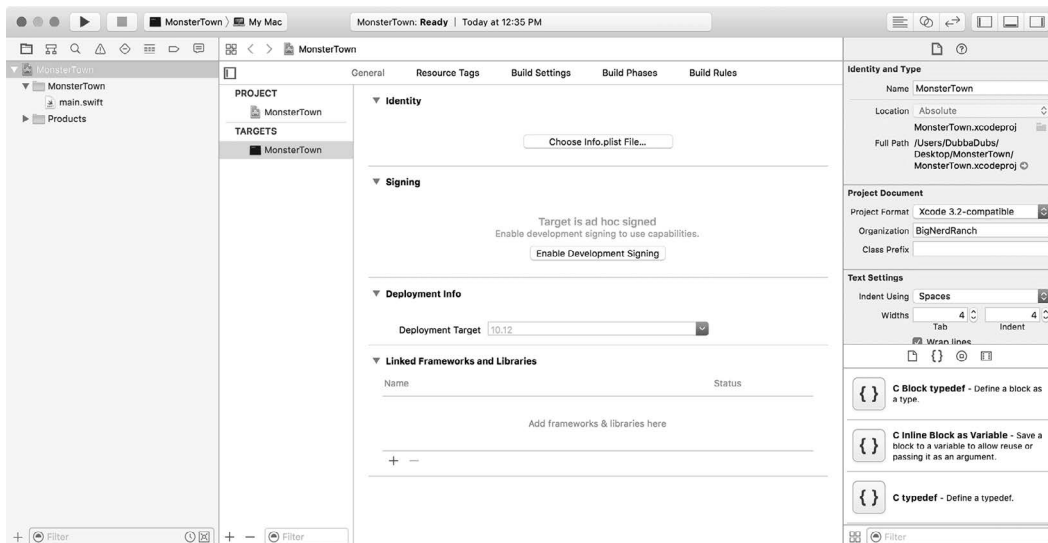 MonsterTown 〉 My Mac
MonsterTown: Ready | Today at 12:35 PM
MonsterTown
MonsterTown
main.swift
Products
Filter
MonsterTown
General Resource Tags Build Settings Build Phases Build Rules
PROJECT
MonsterTown
TARGETS
MonsterTown
Filter
Identity
Choose Info.plist File...
Signing
Target is ad hoc signed
Enable development signing to use capabilities.
Enable Development Signing
Deployment Info
Deployment Target 10.12
Linked Frameworks and Libraries
Name Status
Add frameworks & libraries here
Identity and Type
Name MonsterTown
Location Absolute
MonsterTown.xcodeproj
Full Path /Users/DubbaDubs/
Desktop/MonsterTown/
MonsterTown.xcodeproj
Project Document
Project Format Xcode 3.2-compatible
Organization BigNerdRanch
Class Prefix
Text Settings
Indent Using Spaces
Widths 4 4
Tab Indent
Wrap lines
{ } C Block typedef - Define a block as
a type.
{ } C Inline Block as Variable - Save a
block to a variable to allow reuse or
passing it as an argument.
{ } C typedef - Define a typedef.
Filter